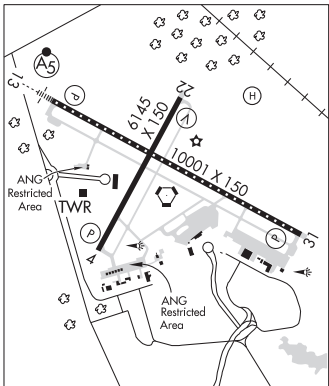 A5
13
P
6145
X 150
22
V
H
10001 X 150
ANG
Restricted
Area
TWR
P
4
P
31
ANG
Restricted
Area